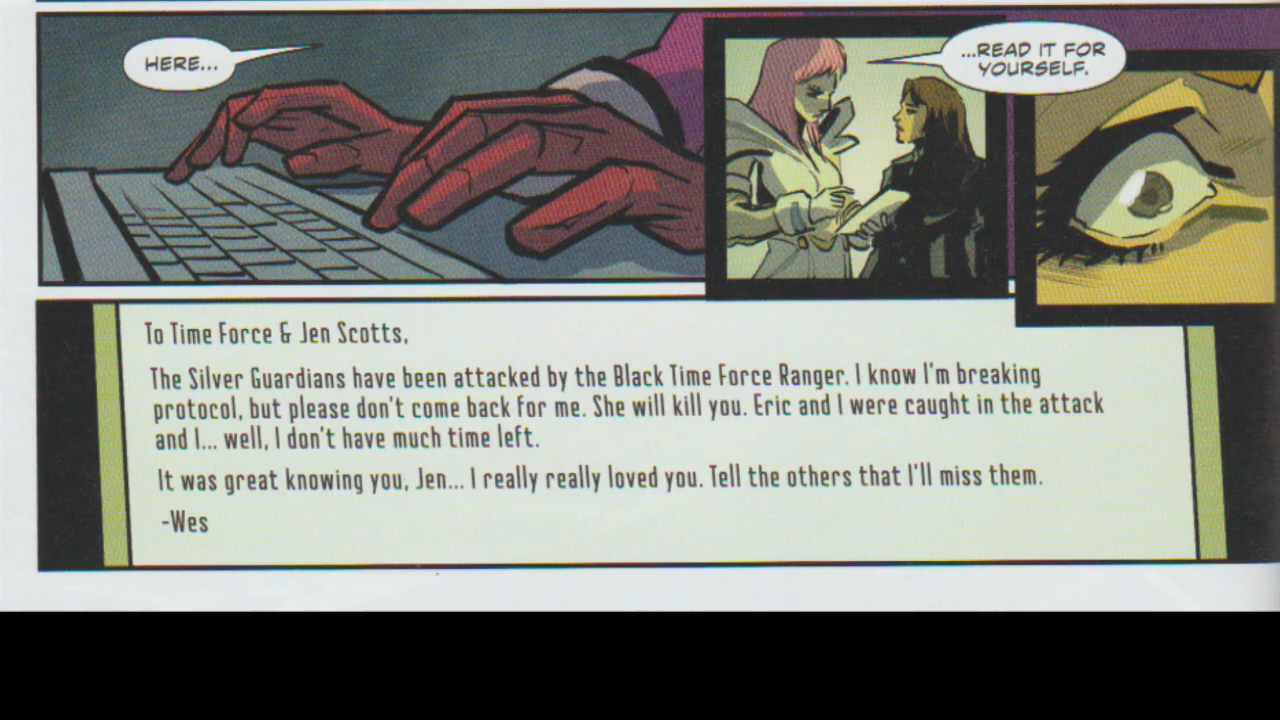 HERE...
...READ IT FOR
YOURSELF.
To Time Force & Jen Scotts,
The Silver Guardians have been attacked by the Black Time Force Ranger. I know I'm breaking
protocol, but please don't come back for me. She will kill you. Eric and I were caught in the attack
and I... well, I don't have much time left.
It was great knowing you, Jen... I really really loved you. Tell the others that I'll miss them.
-Wes